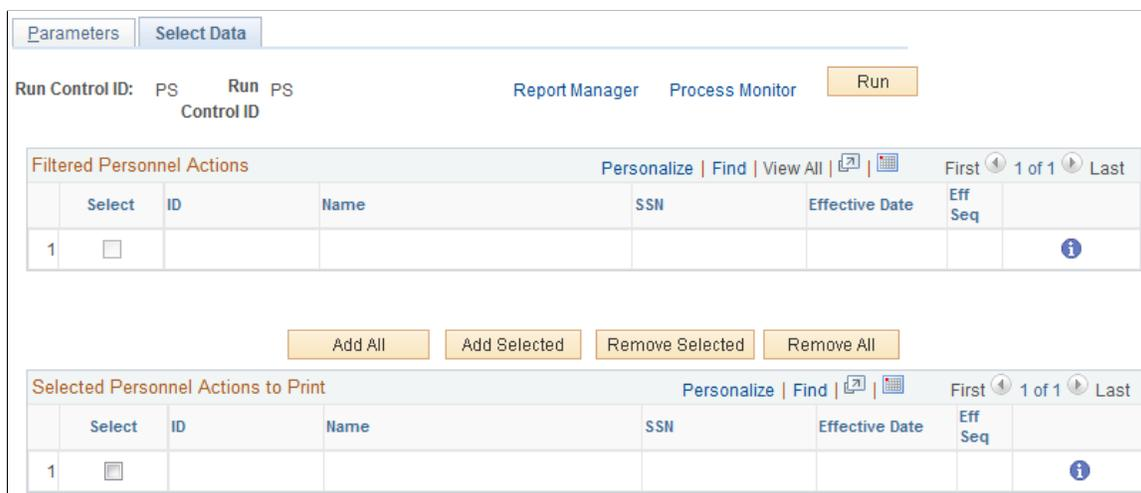 Parameters Select Data
Run Control ID: PS Run Control ID PS Report Manager Process Monitor Run
Filtered Personnel Actions Personalize | Find | View All | | First 1 of 1 Last
Select ID Name SSN Effective Date Eff Seq
1
Add All Add Selected Remove Selected Remove All
Selected Personnel Actions to Print Personalize | Find | | First 1 of 1 Last
Select ID Name SSN Effective Date Eff Seq
1